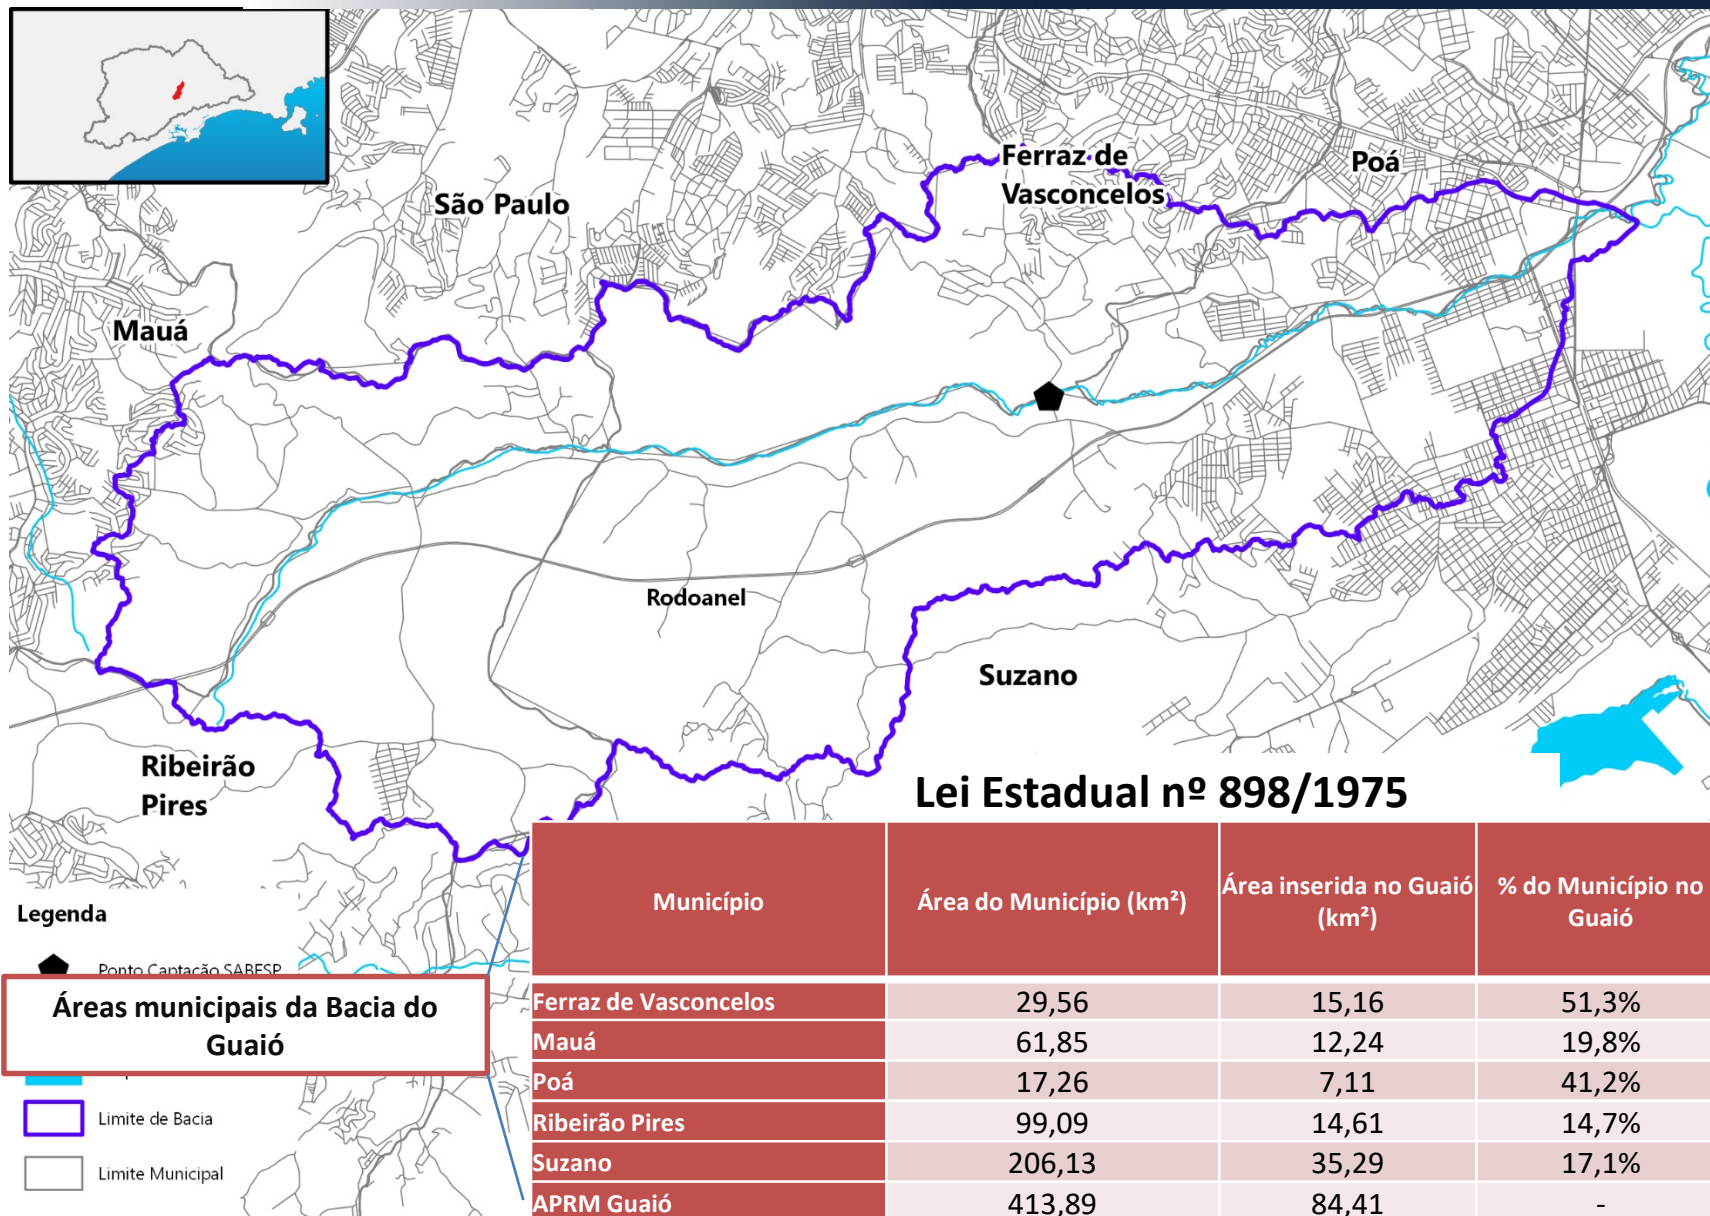 Ferraz de
Vasconcelos
Poá
São Paulo
Mauá
Rodoanel
Suzano
Ribeirão
Pires
Lei Estadual nº 898/1975
Município Área do Município (km²) Área inserida no Guaió (km²) % do Município no Guaió
Ferraz de Vasconcelos 29,56 15,16 51,3%
Mauá 61,85 12,24 19,8%
Poá 17,26 7,11 41,2%
Ribeirão Pires 99,09 14,61 14,7%
Suzano 206,13 35,29 17,1%
APRM Guaió 413,89 84,41 -
Legenda
Ponto Captação SABESP
Áreas municipais da Bacia do
Guaió
Limite de Bacia
Limite Municipal